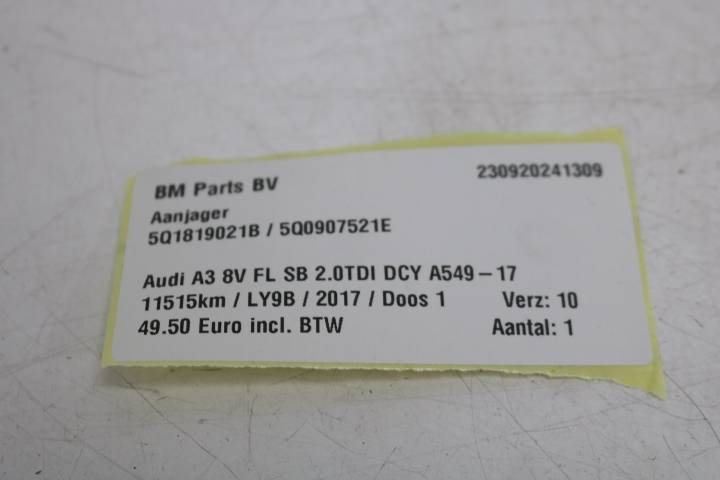 BM Parts BV 230920241309
Aanjager
5Q1819021B / 5Q0907521E
Audi A3 8V FL SB 2.0TDI DCY A549-17
11515km / LY9B / 2017 / Doos 1 Verz: 10
49.50 Euro incl. BTW Aantal: 1